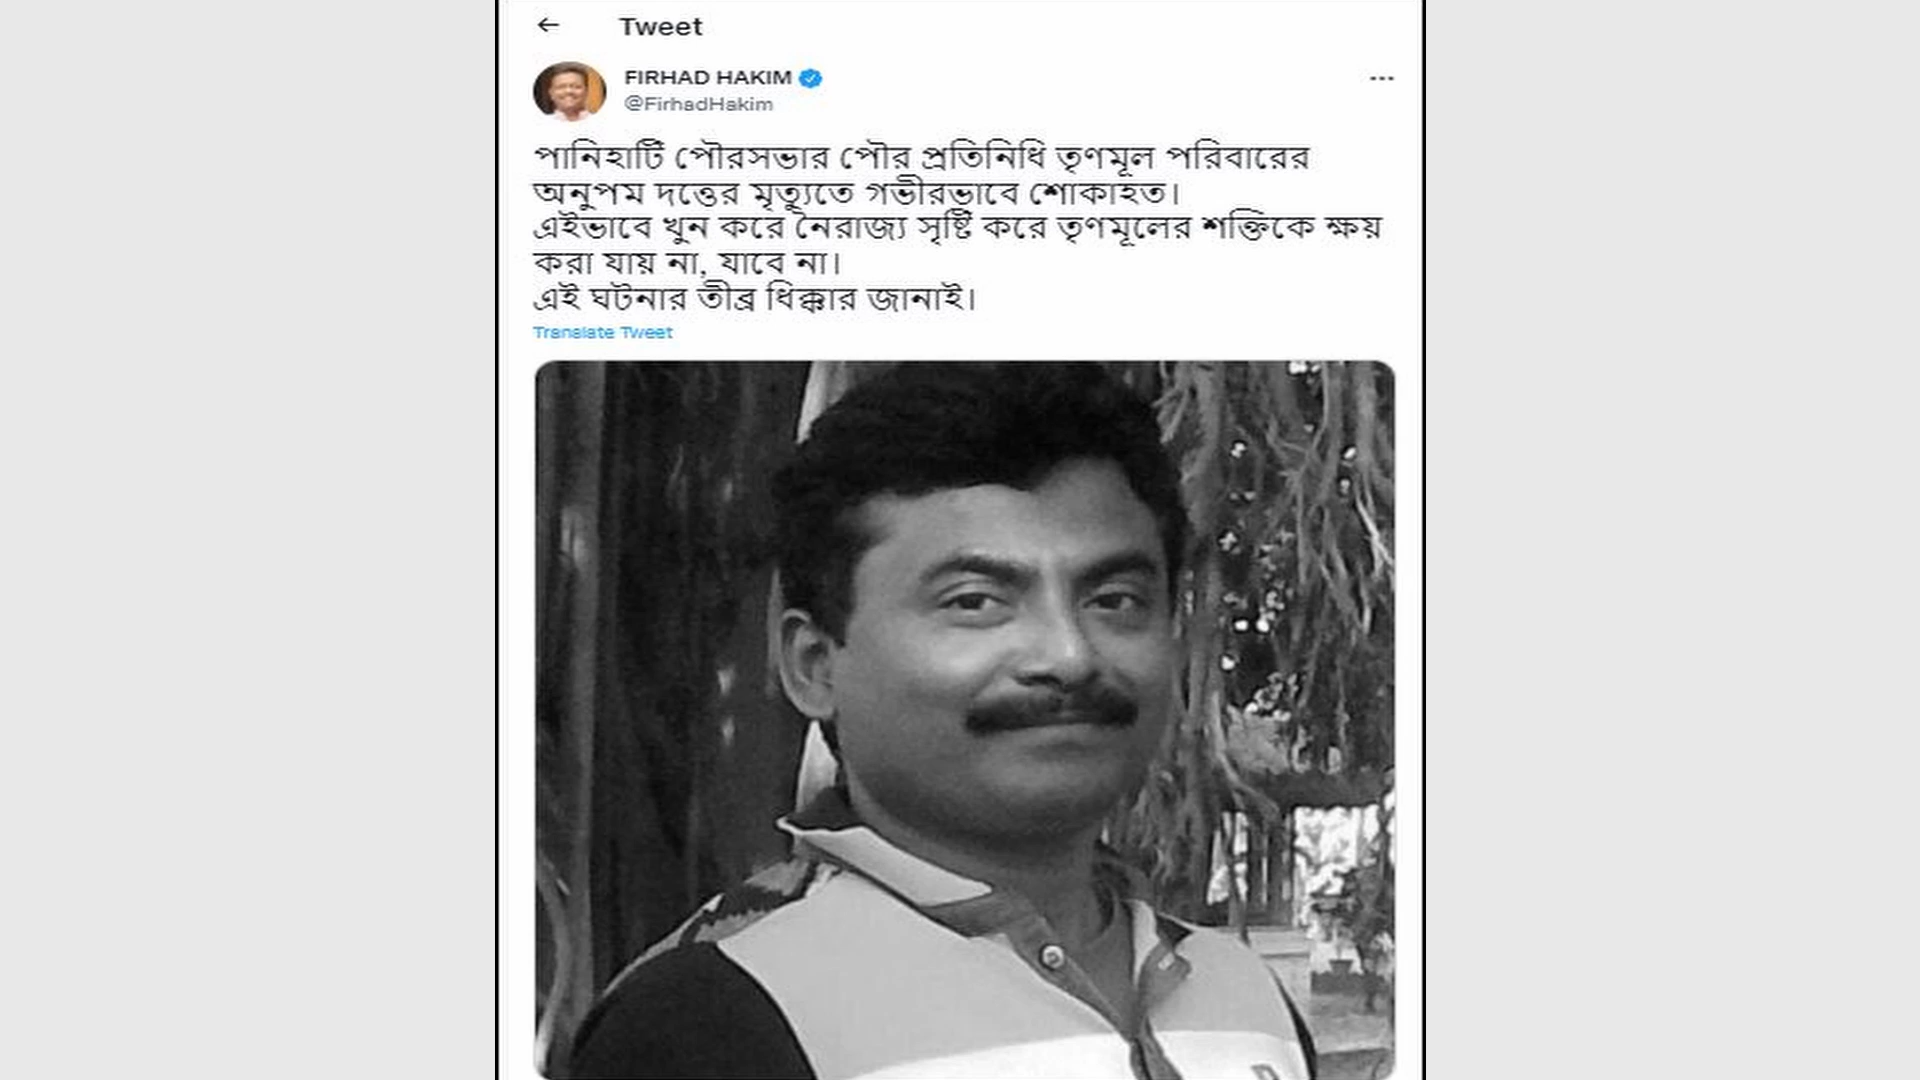 Tweet
FIRHAD HAKIM
@FirhadHakim
পানিহাটি পৌরসভার পৌর প্রতিনিধি তৃণমূল পরিবারের
অনুপম দত্তের মৃত্যুতে গভীরভাবে শোকাহত।
এইভাবে খুন করে নৈরাজ্য সৃষ্টি করে তৃণমূলের শক্তিকে ক্ষয়
করা যায় না, যাবে না।
এই ঘটনার তীব্র ধিক্কার জানাই।
Translate Tweet